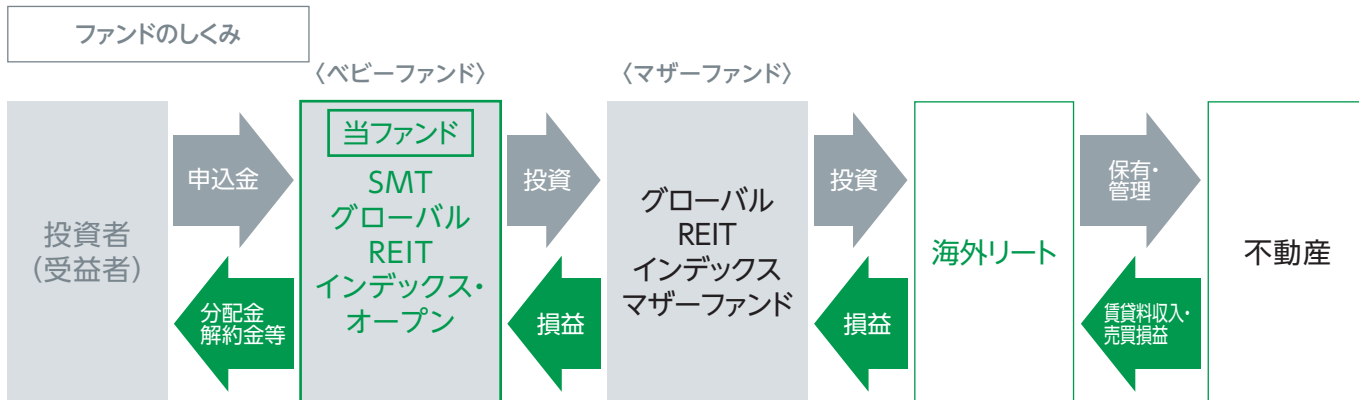 ファンドのしくみ
〈ベビーファンド〉
〈マザーファンド〉
投資者
（受益者）
申込金
分配金
解約金等
当ファンド
SMT
グローバル
REIT
インデックス・
オープン
投資
損益
グローバル
REIT
インデックス
マザーファンド
投資
損益
海外リート
保有・
管理
賃貸料収入・
売買損益
不動産